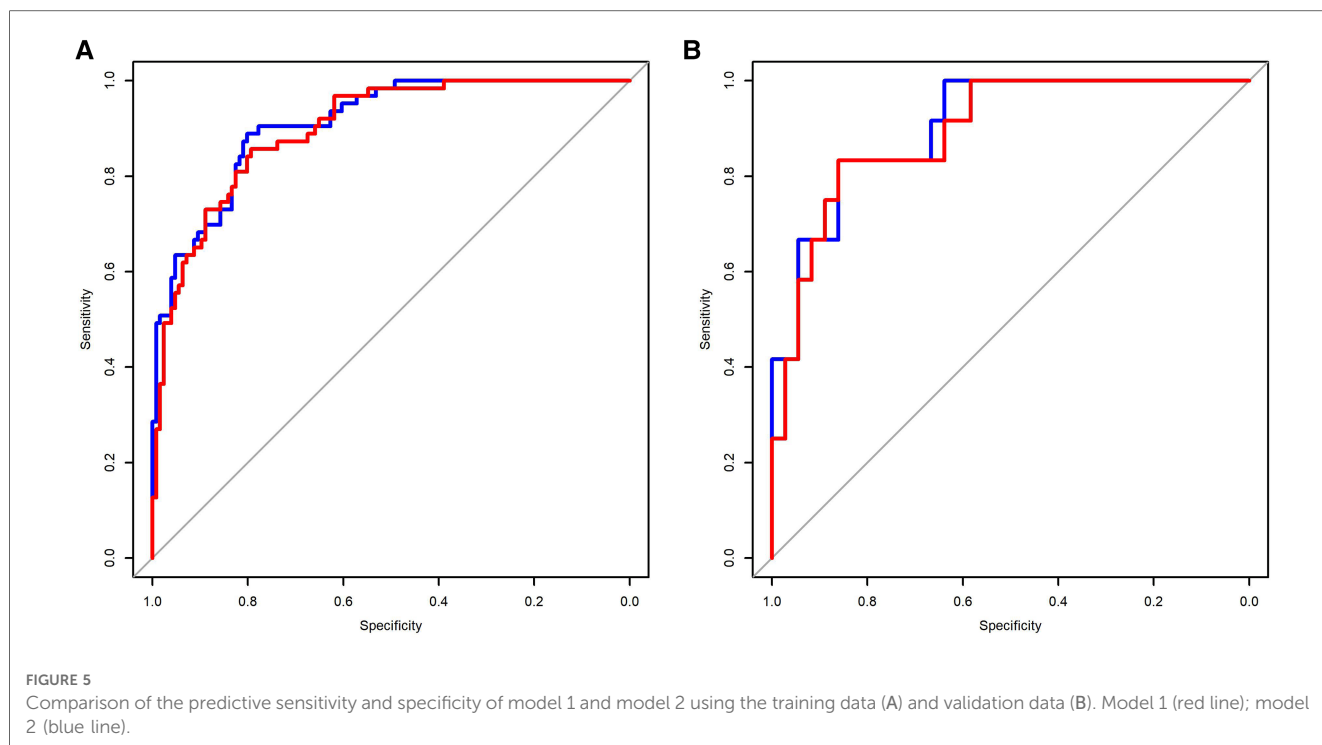 A
1.0
0.8
0.6
0.4
0.2
0.0
Sensitivity
1.0
0.8
0.6
0.4
0.2
0.0
Specificity
B
1.0
0.8
0.6
0.4
0.2
0.0
Sensitivity
1.0
0.8
0.6
0.4
0.2
0.0
Specificity
FIGURE 5
Comparison of the predictive sensitivity and specificity of model 1 and model 2 using the training data (A) and validation data (B). Model 1 (red line); model
2 (blue line).